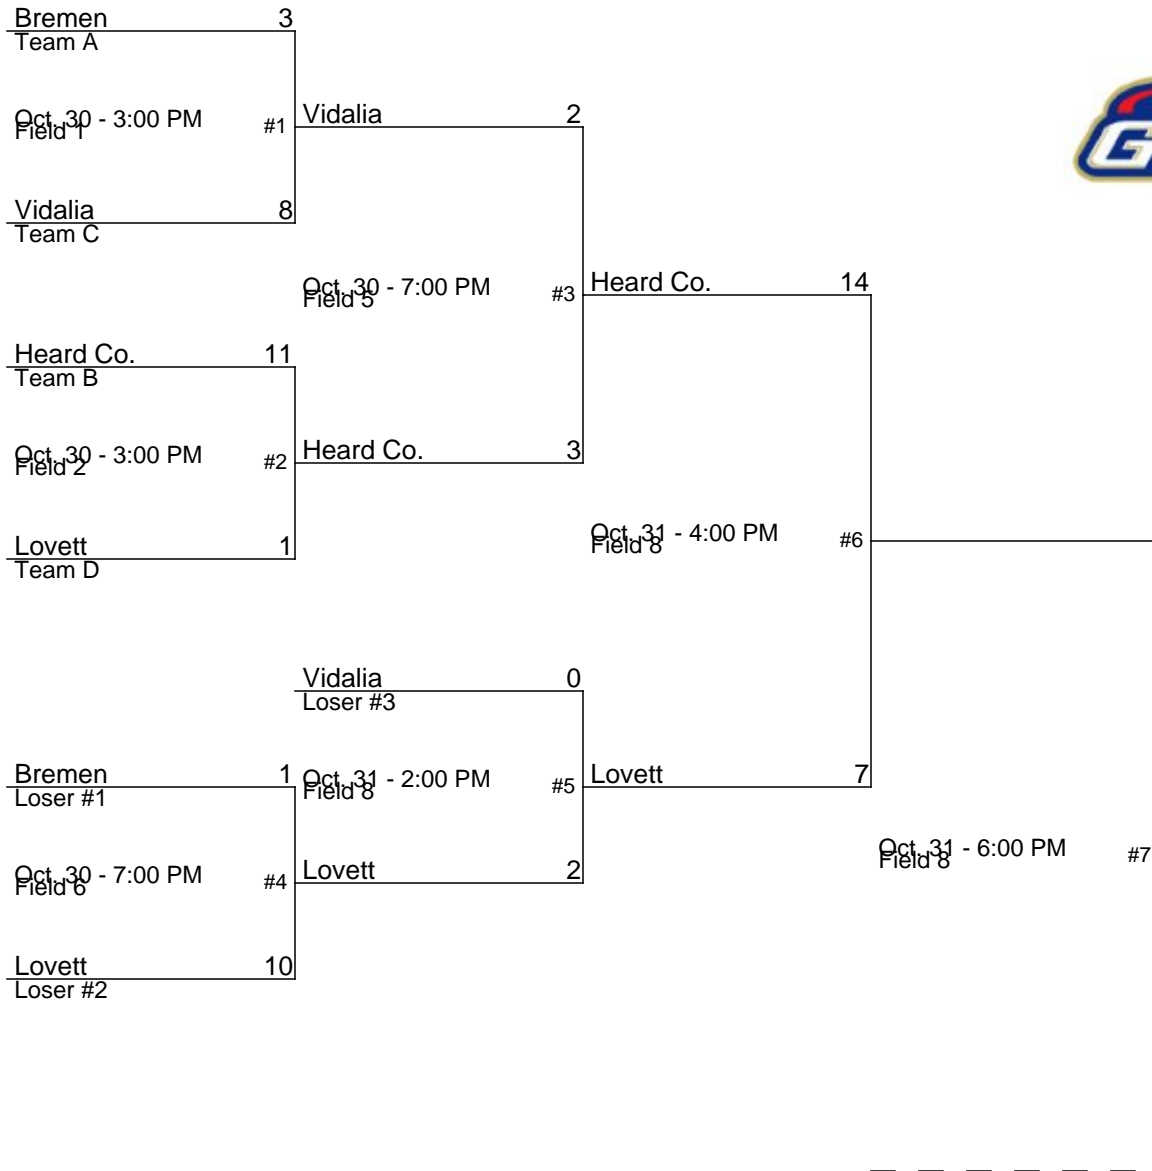 Bremen 3
Team A
Oct. 30 - 3:00 PM
Field 1
#1
Vidalia 2
Vidalia 8
Team C
Oct. 30 - 7:00 PM
Field 5
#3
Heard Co. 14
Heard Co. 11
Team B
Oct. 30 - 3:00 PM
Field 2
#2
Heard Co. 3
Lovett 1
Team D
Oct. 31 - 4:00 PM
Field 8
#6
Vidalia 0
Loser #3
Bremen 1
Loser #1
Oct. 31 - 2:00 PM
Field 8
#5
Lovett 7
Oct. 30 - 7:00 PM
Field 6
#4
Lovett 2
Oct. 31 - 6:00 PM
Field 8
#7
Lovett 10
Loser #2